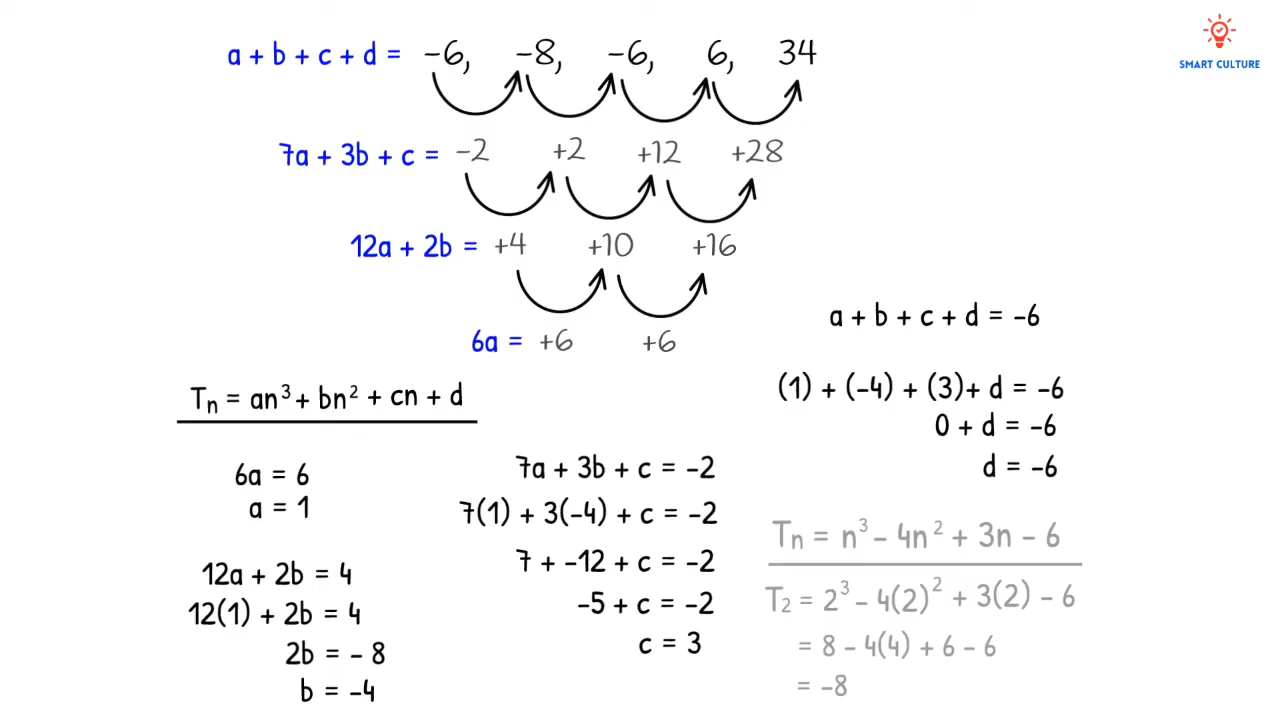 SMART CULTURE
a + b + c + d = -6, -8, -6, 6, 34
7a + 3b + c = -2 +2 +12 +28
12a + 2b = +4 +10 +16
6a = +6 +6
Tn = an³ + bn² + cn + d
6a = 6
a = 1
12a + 2b = 4
12(1) + 2b = 4
2b = - 8
b = -4
7a + 3b + c = -2
7(1) + 3(-4) + c = -2
7 + -12 + c = -2
-5 + c = -2
c = 3
a + b + c + d = -6
(1) + (-4) + (3)+ d = -6
0 + d = -6
d = -6
Tn = n³ - 4n² + 3n - 6
T₂ = 2³ - 4(2)² + 3(2) - 6
= 8 - 4(4) + 6 - 6
= -8